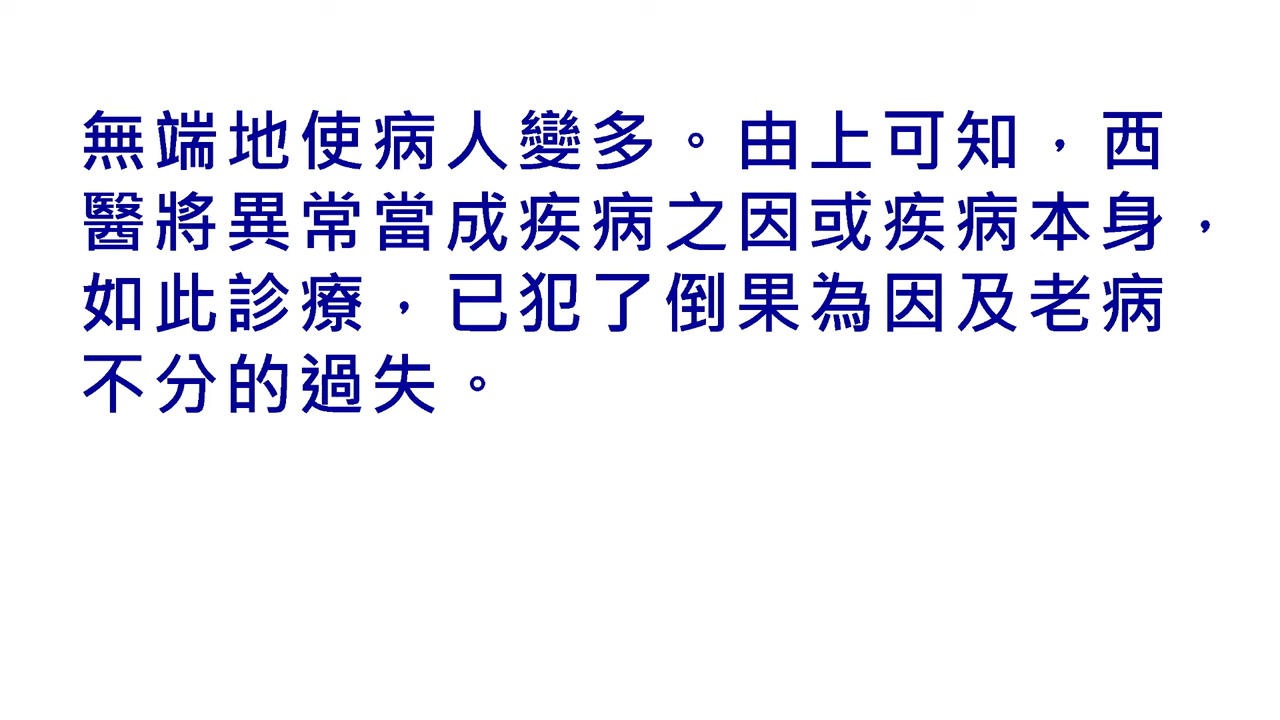 無端地使病人變多。由上可知，西
醫將異常當成疾病之因或疾病本身，
如此診療，已犯了倒果為因及老病
不分的過失。